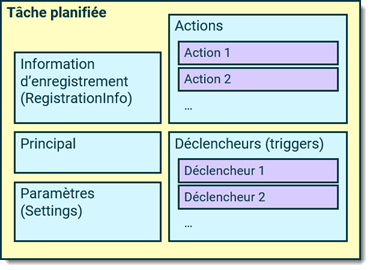 Tâche planifiée
Information
d'enregistrement
(RegistrationInfo)
Principal
Paramètres
(Settings)
Actions
Action 1
Action 2
…
Déclencheurs (triggers)
Déclencheur 1
Déclencheur 2
…